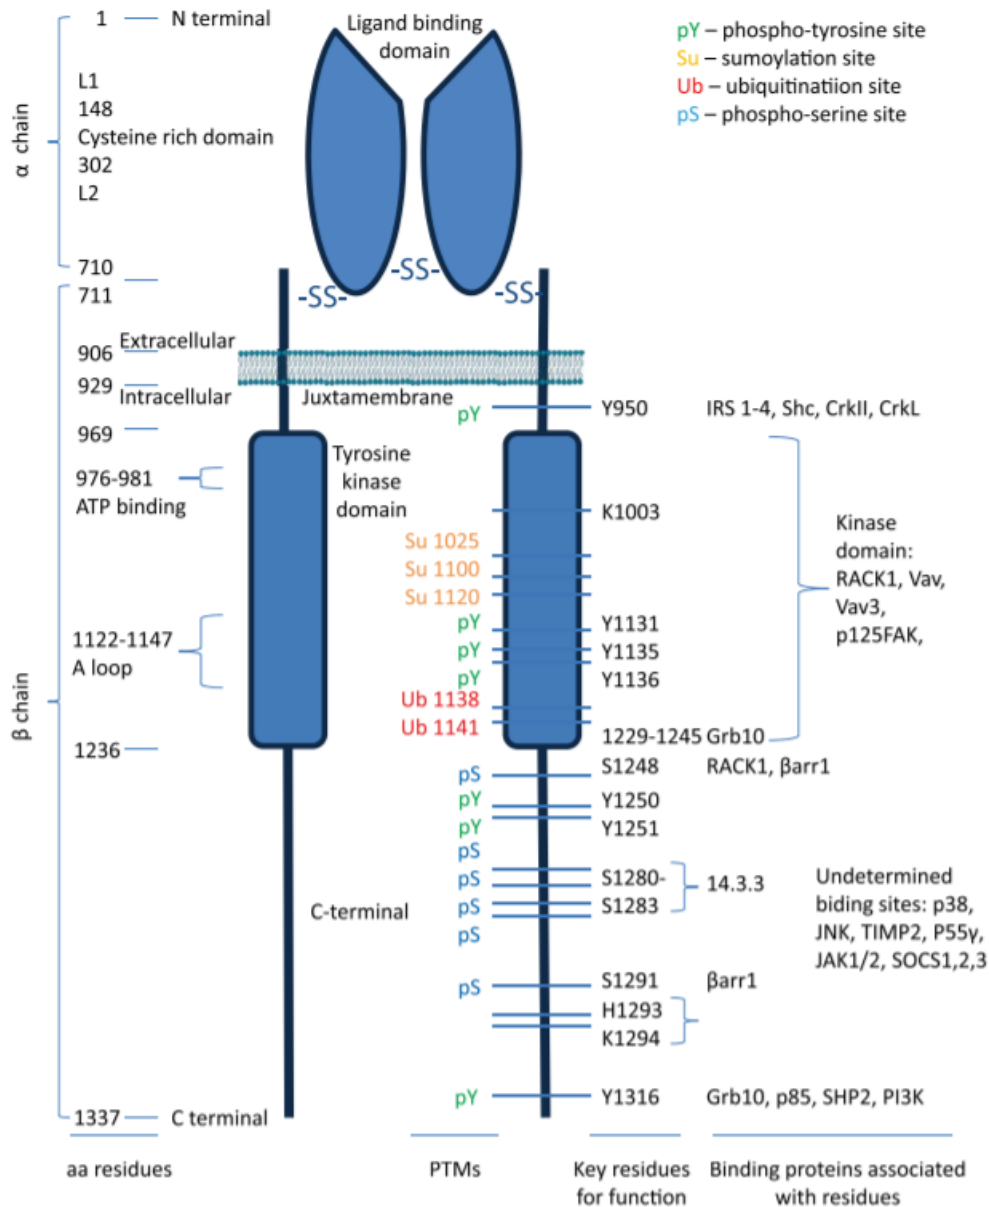 1 N terminal
Ligand binding
domain
pY – phospho-tyrosine site
Su – sumoylation site
Ub – ubiquitinatiion site
pS – phospho-serine site
α chain
L1
148
Cysteine rich domain
302
L2
710
711
-SS-
-SS-
-SS-
Extracellular
906
929
Intracellular
Juxtamembrane
969
pY
Y950
IRS 1-4, Shc, CrkII, CrkL
976-981
ATP binding
Tyrosine
kinase
domain
K1003
Kinase
domain:
RACK1, Vav,
Vav3,
p125FAK,
Su 1025
Su 1100
Su 1120
pY Y1131
pY Y1135
pY Y1136
Ub 1138
Ub 1141
1122-1147
A loop
β chain
1236
1229-1245 Grb10
pS S1248 RACK1, βarr1
pY Y1250
pY Y1251
pS
pS S1280-
pS S1283
pS
14.3.3
Undetermined
biding sites: p38,
JNK, TIMP2, P55γ,
JAK1/2, SOCS1,2,3
C-terminal
pS S1291 βarr1
H1293
K1294
pY Y1316 Grb10, p85, SHP2, PI3K
1337 C terminal
aa residues
PTMs
Key residues
for function
Binding proteins associated
with residues